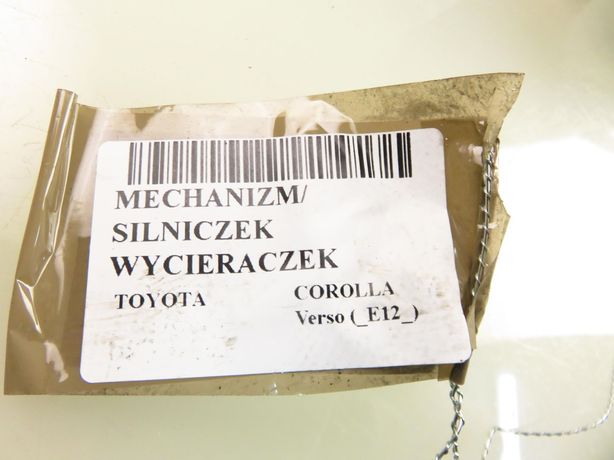 MECHANIZM/
SILNICZEK
WYCIERACZEK
TOYOTA COROLLA
Verso (_E12_)